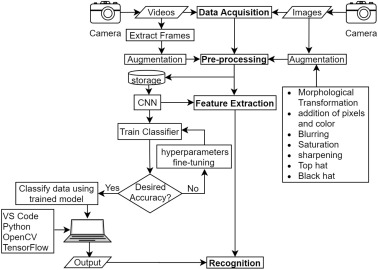 Videos
Data Acquisition
Images
Camera
Camera
Extract Frames
Augmentation
Pre-processing
Augmentation
storage
CNN
Feature Extraction
Morphological
Transformation
addition of pixels
and color
Blurring
Saturation
sharpening
Top hat
Black hat
Train Classifier
hyperparameters
fine-tuning
Classify data using
trained model
Yes
Desired
Accuracy?
No
VS Code
Python
OpenCV
TensorFlow
Output
Recognition